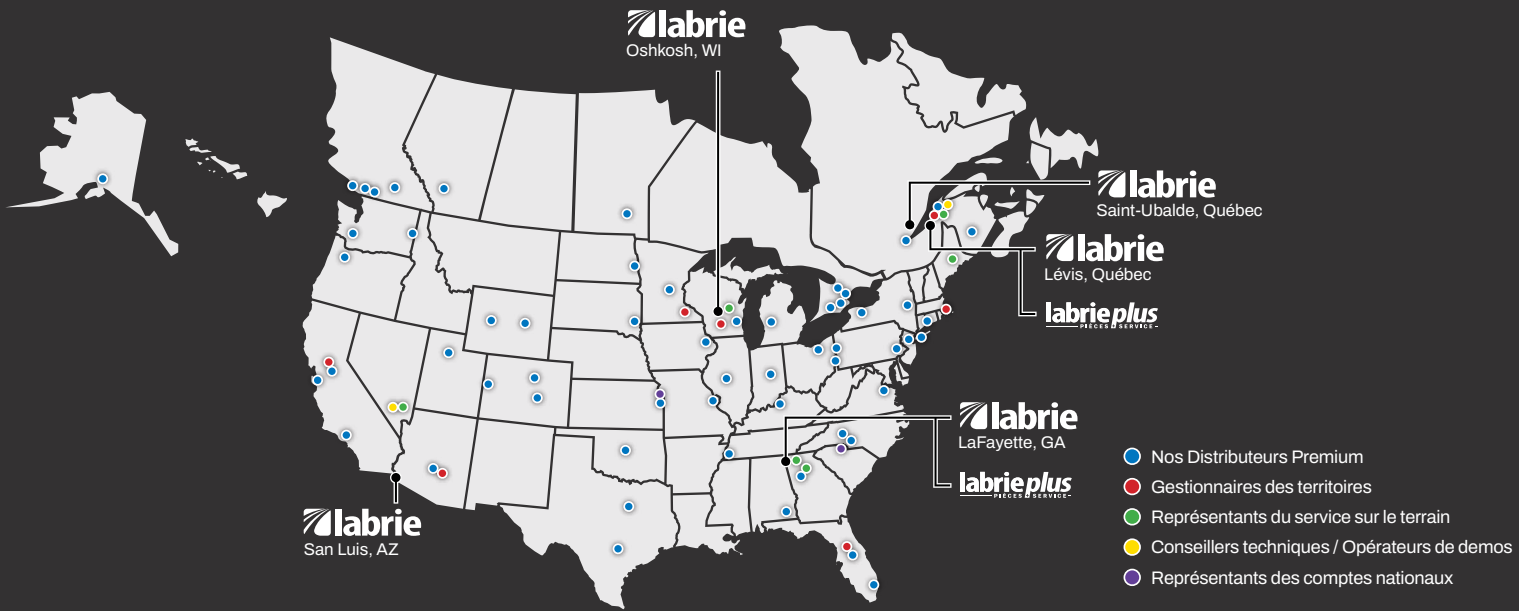 labrie
Oshkosh, WI
labrie
Saint-Ubalde, Québec
labrie
Lévis, Québec
labrieplus
PIÈCES & SERVICE
labrie
LaFayette, GA
labrieplus
PIÈCES & SERVICE
labrie
San Luis, AZ
Nos Distributeurs Premium
Gestionnaires des territoires
Représentants du service sur le terrain
Conseillers techniques / Opérateurs de demos
Représentants des comptes nationaux